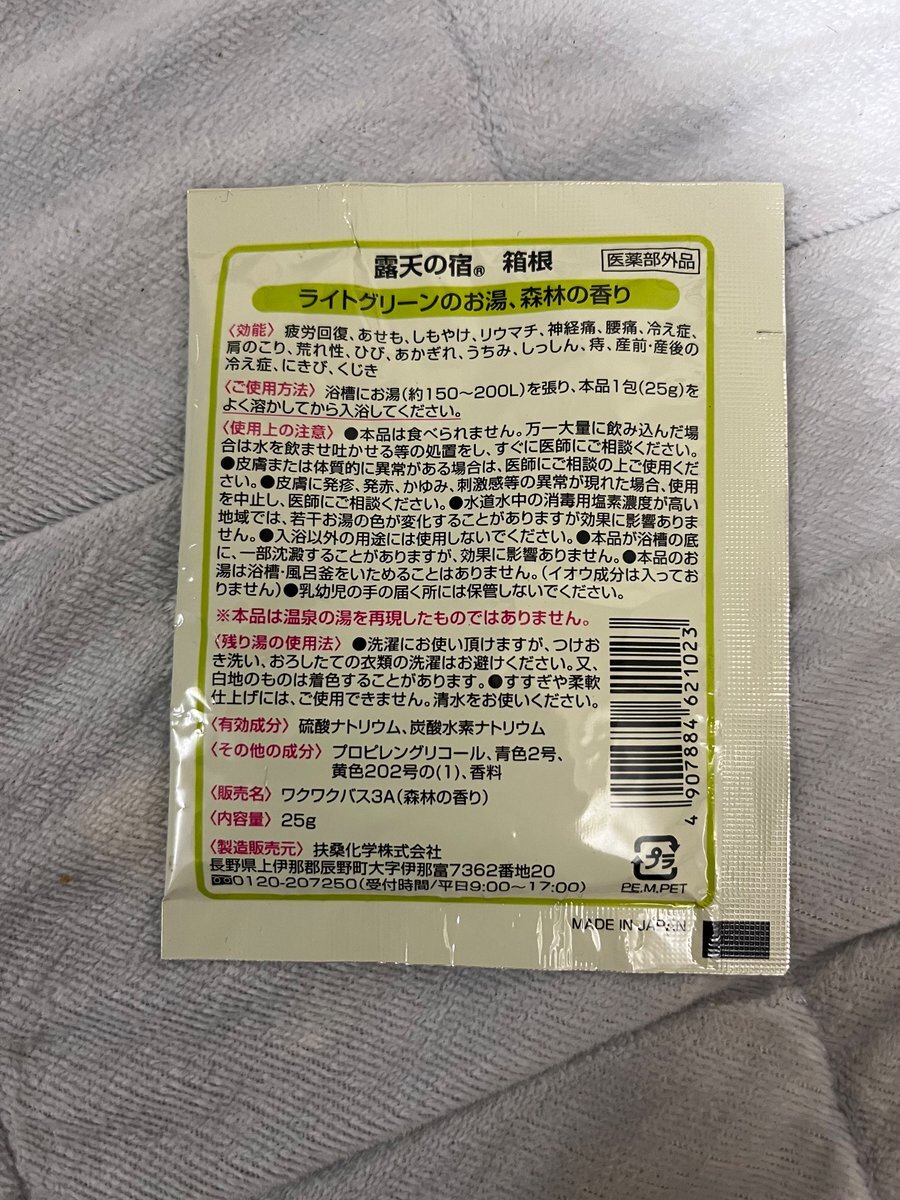 露天の宿® 箱根 医薬部外品
ライトグリーンのお湯、森林の香り
〈効能〉疲労回復、あせも、しもやけ、リウマチ、神経痛、腰痛、冷え症、
肩のこり、荒れ性、ひび、あかぎれ、うちみ、しっしん、痔、産前・産後の
冷え症、にきび、くじき
〈ご使用方法〉浴槽にお湯(約150〜200L)を張り、本品1包(25g)を
よく溶かしてから入浴してください。
〈使用上の注意〉●本品は食べられません。万一大量に飲み込んだ場
合は水を飲ませ吐かせる等の処置をし、すぐに医師にご相談ください。
●皮膚または体質的に異常がある場合は、医師にご相談の上ご使用くだ
さい。●皮膚に発疹、発赤、かゆみ、刺激感等の異常が現れた場合、使用
を中止し、医師にご相談ください。●水道水中の消毒用塩素濃度が高い
地域では、若干お湯の色が変化することがありますが効果に影響ありま
せん。●入浴以外の用途には使用しないでください。●本品が浴槽の底
に、一部沈澱することがありますが、効果に影響ありません。●本品のお
湯は浴槽・風呂釜をいためることはありません。(イオウ成分は入ってお
りません)●乳幼児の手の届く所には保管しないでください。
※本品は温泉の湯を再現したものではありません。
〈残り湯の使用法〉●洗濯にお使い頂けますが、つけお
き洗い、おろしたての衣類の洗濯はお避けください。又、
白地のものは着色することがあります。●すすぎや柔軟
仕上げには、ご使用できません。清水をお使いください。
〈有効成分〉硫酸ナトリウム、炭酸水素ナトリウム
〈その他の成分〉プロピレングリコール、青色2号、
黄色202号の(1)、香料
〈販売名〉ワクワクバス3A(森林の香り)
〈内容量〉25g
〈製造販売元〉扶桑化学株式会社
長野県上伊那郡辰野町大字伊那富7362番地20
0120-207250(受付時間/平日9:00〜17:00)
4 907884 621023
プラ
PE.M.PET
MADE IN JAPAN